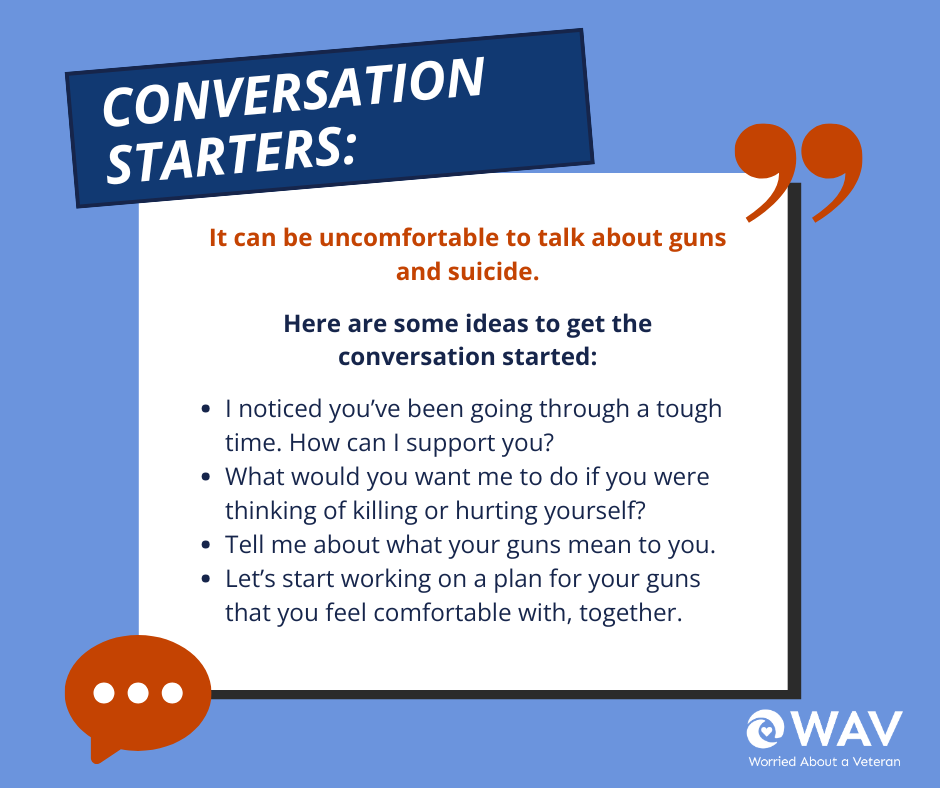 CONVERSATION
STARTERS:
It can be uncomfortable to talk about guns
and suicide.
Here are some ideas to get the
conversation started:
• I noticed you’ve been going through a tough
time. How can I support you?
• What would you want me to do if you were
thinking of killing or hurting yourself?
• Tell me about what your guns mean to you.
• Let’s start working on a plan for your guns
that you feel comfortable with, together.
WAV
Worried About a Veteran